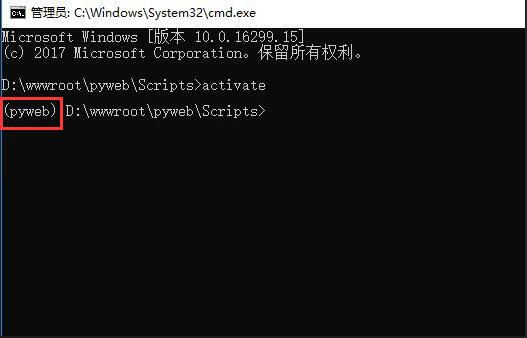 管理员: C:\Windows\System32\cmd.exe
Microsoft Windows [版本 10.0.16299.15]
(c) 2017 Microsoft Corporation。保留所有权利。
D:\wwwroot\pyweb\Scripts>activate
(pyweb) D:\wwwroot\pyweb\Scripts>